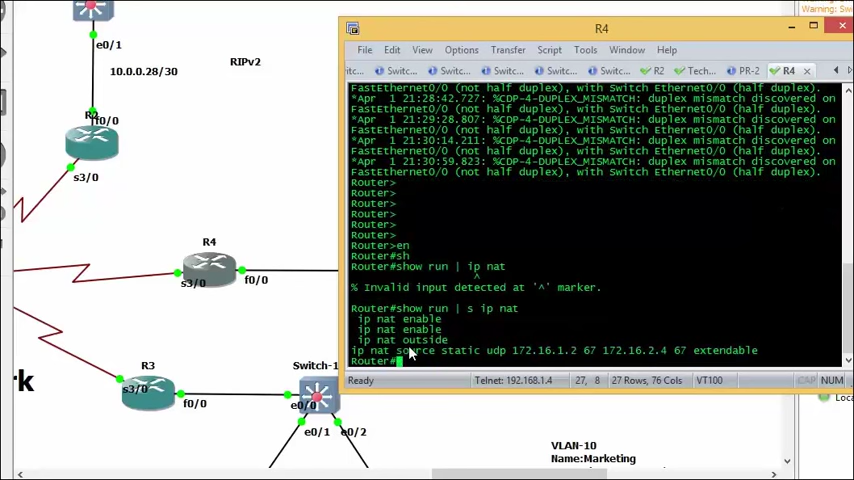 Warning: So
e0/1
RIPv2
10.0.0.28/30
f0/0
s3/0
R4
s3/0
f0/0
R3
s3/0
f0/0
Switch-1
e0/0
e0/1
e0/2
VLAN-10
Name:Marketing
R4
File Edit View Options Transfer Script Tools Window Help
itc... Switc... Switc... Switc... Switc... R2 Tech... PR-2 R4
FastEthernet0/0 (not half duplex), with Switch Ethernet0/0 (half duplex).
*Apr 1 21:28:42.727: %CDP-4-DUPLEX_MISMATCH: duplex mismatch discovered on
FastEthernet0/0 (not half duplex), with Switch Ethernet0/0 (half duplex).
*Apr 1 21:29:28.807: %CDP-4-DUPLEX_MISMATCH: duplex mismatch discovered on
FastEthernet0/0 (not half duplex), with Switch Ethernet0/0 (half duplex).
*Apr 1 21:30:14.211: %CDP-4-DUPLEX_MISMATCH: duplex mismatch discovered on
FastEthernet0/0 (not half duplex), with Switch Ethernet0/0 (half duplex).
*Apr 1 21:30:59.823: %CDP-4-DUPLEX_MISMATCH: duplex mismatch discovered on
FastEthernet0/0 (not half duplex), with Switch Ethernet0/0 (half duplex).
Router>
Router>
Router>
Router>
Router>
Router>
Router>en
Router#sh
Router#show run | ip nat
^
% Invalid input detected at '^' marker.
Router#show run | s ip nat
ip nat enable
ip nat enable
ip nat outside
ip nat source static udp 172.16.1.2 67 172.16.2.4 67 extendable
Router#
Ready Telnet: 192.168.1.4 27, 8 27 Rows, 76 Cols VT100 CAP NUM
Loca